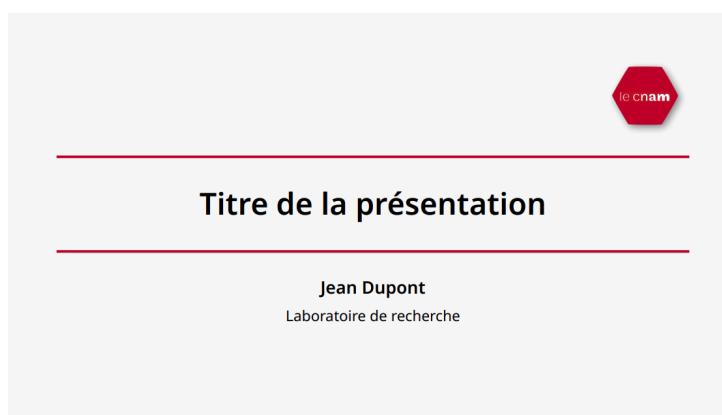 le cnam
Titre de la présentation
Jean Dupont
Laboratoire de recherche